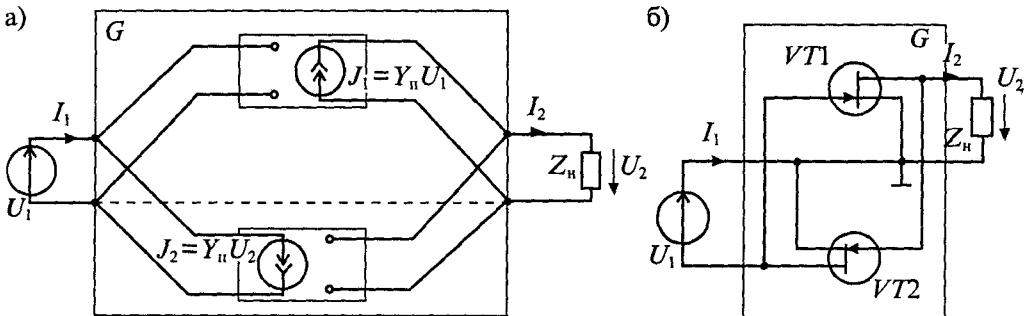 а)
G
J₁ = YпU₁
I₁
I₂
U₁
Zн
U₂
J₂ = YпU₂
б)
G
VT1
I₂
U₂
Zн
I₁
U₁
VT2